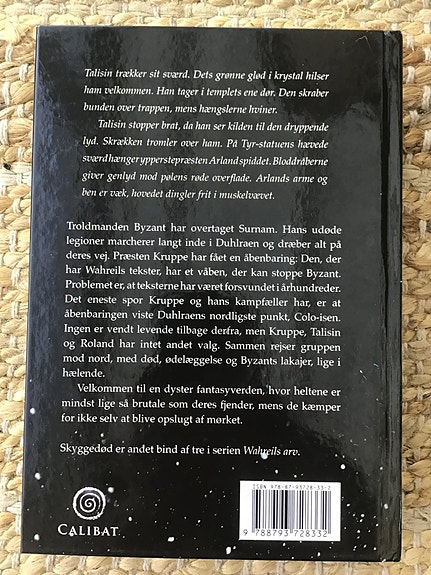 Talisin trækker sit sværd. Dets grønne glød i krystal hilser
ham velkommen. Han tager i templets ene dør. Den skraber
bunden over trappen, mens hængslerne hviner.
Talisin stopper brat, da han ser kilden til den dryppende
lyd. Skrækken tromler over ham. På Tyr-statuens hævede
sværd hænger ypperstepræsten Arland spiddet. Bloddråberne
giver genlyd mod pølens røde overflade. Arlands arme og
ben er væk, hovedet dingler frit i muskelvævet.
Troldmanden Byzant har overtaget Surnam. Hans udøde
legioner marcherer langt inde i Duhlraen og dræber alt på
deres vej. Præsten Kruppe har fået en åbenbaring: Den, der
har Wahreils tekster, har et våben, der kan stoppe Byzant.
Problemet er, at teksterne har været forsvundet i århundreder.
Det eneste spor Kruppe og hans kampfæller har, er at
åbenbaringen viste Duhlraens nordligste punkt, Colo-isen.
Ingen er vendt levende tilbage derfra, men Kruppe, Talisin
og Roland har intet andet valg. Sammen rejser gruppen
mod nord, med død, ødelæggelse og Byzants lakajer, lige i
hælende.
Velkommen til en dyster fantasyverden, hvor heltene er
mindst lige så brutale som deres fjender, mens de kæmper
for ikke selv at blive opslugt af mørket.
Skyggedød er andet bind af tre i serien Wahreils arv.
ISBN 978-87-93728-33-2
9 788793 728332
CALIBAT